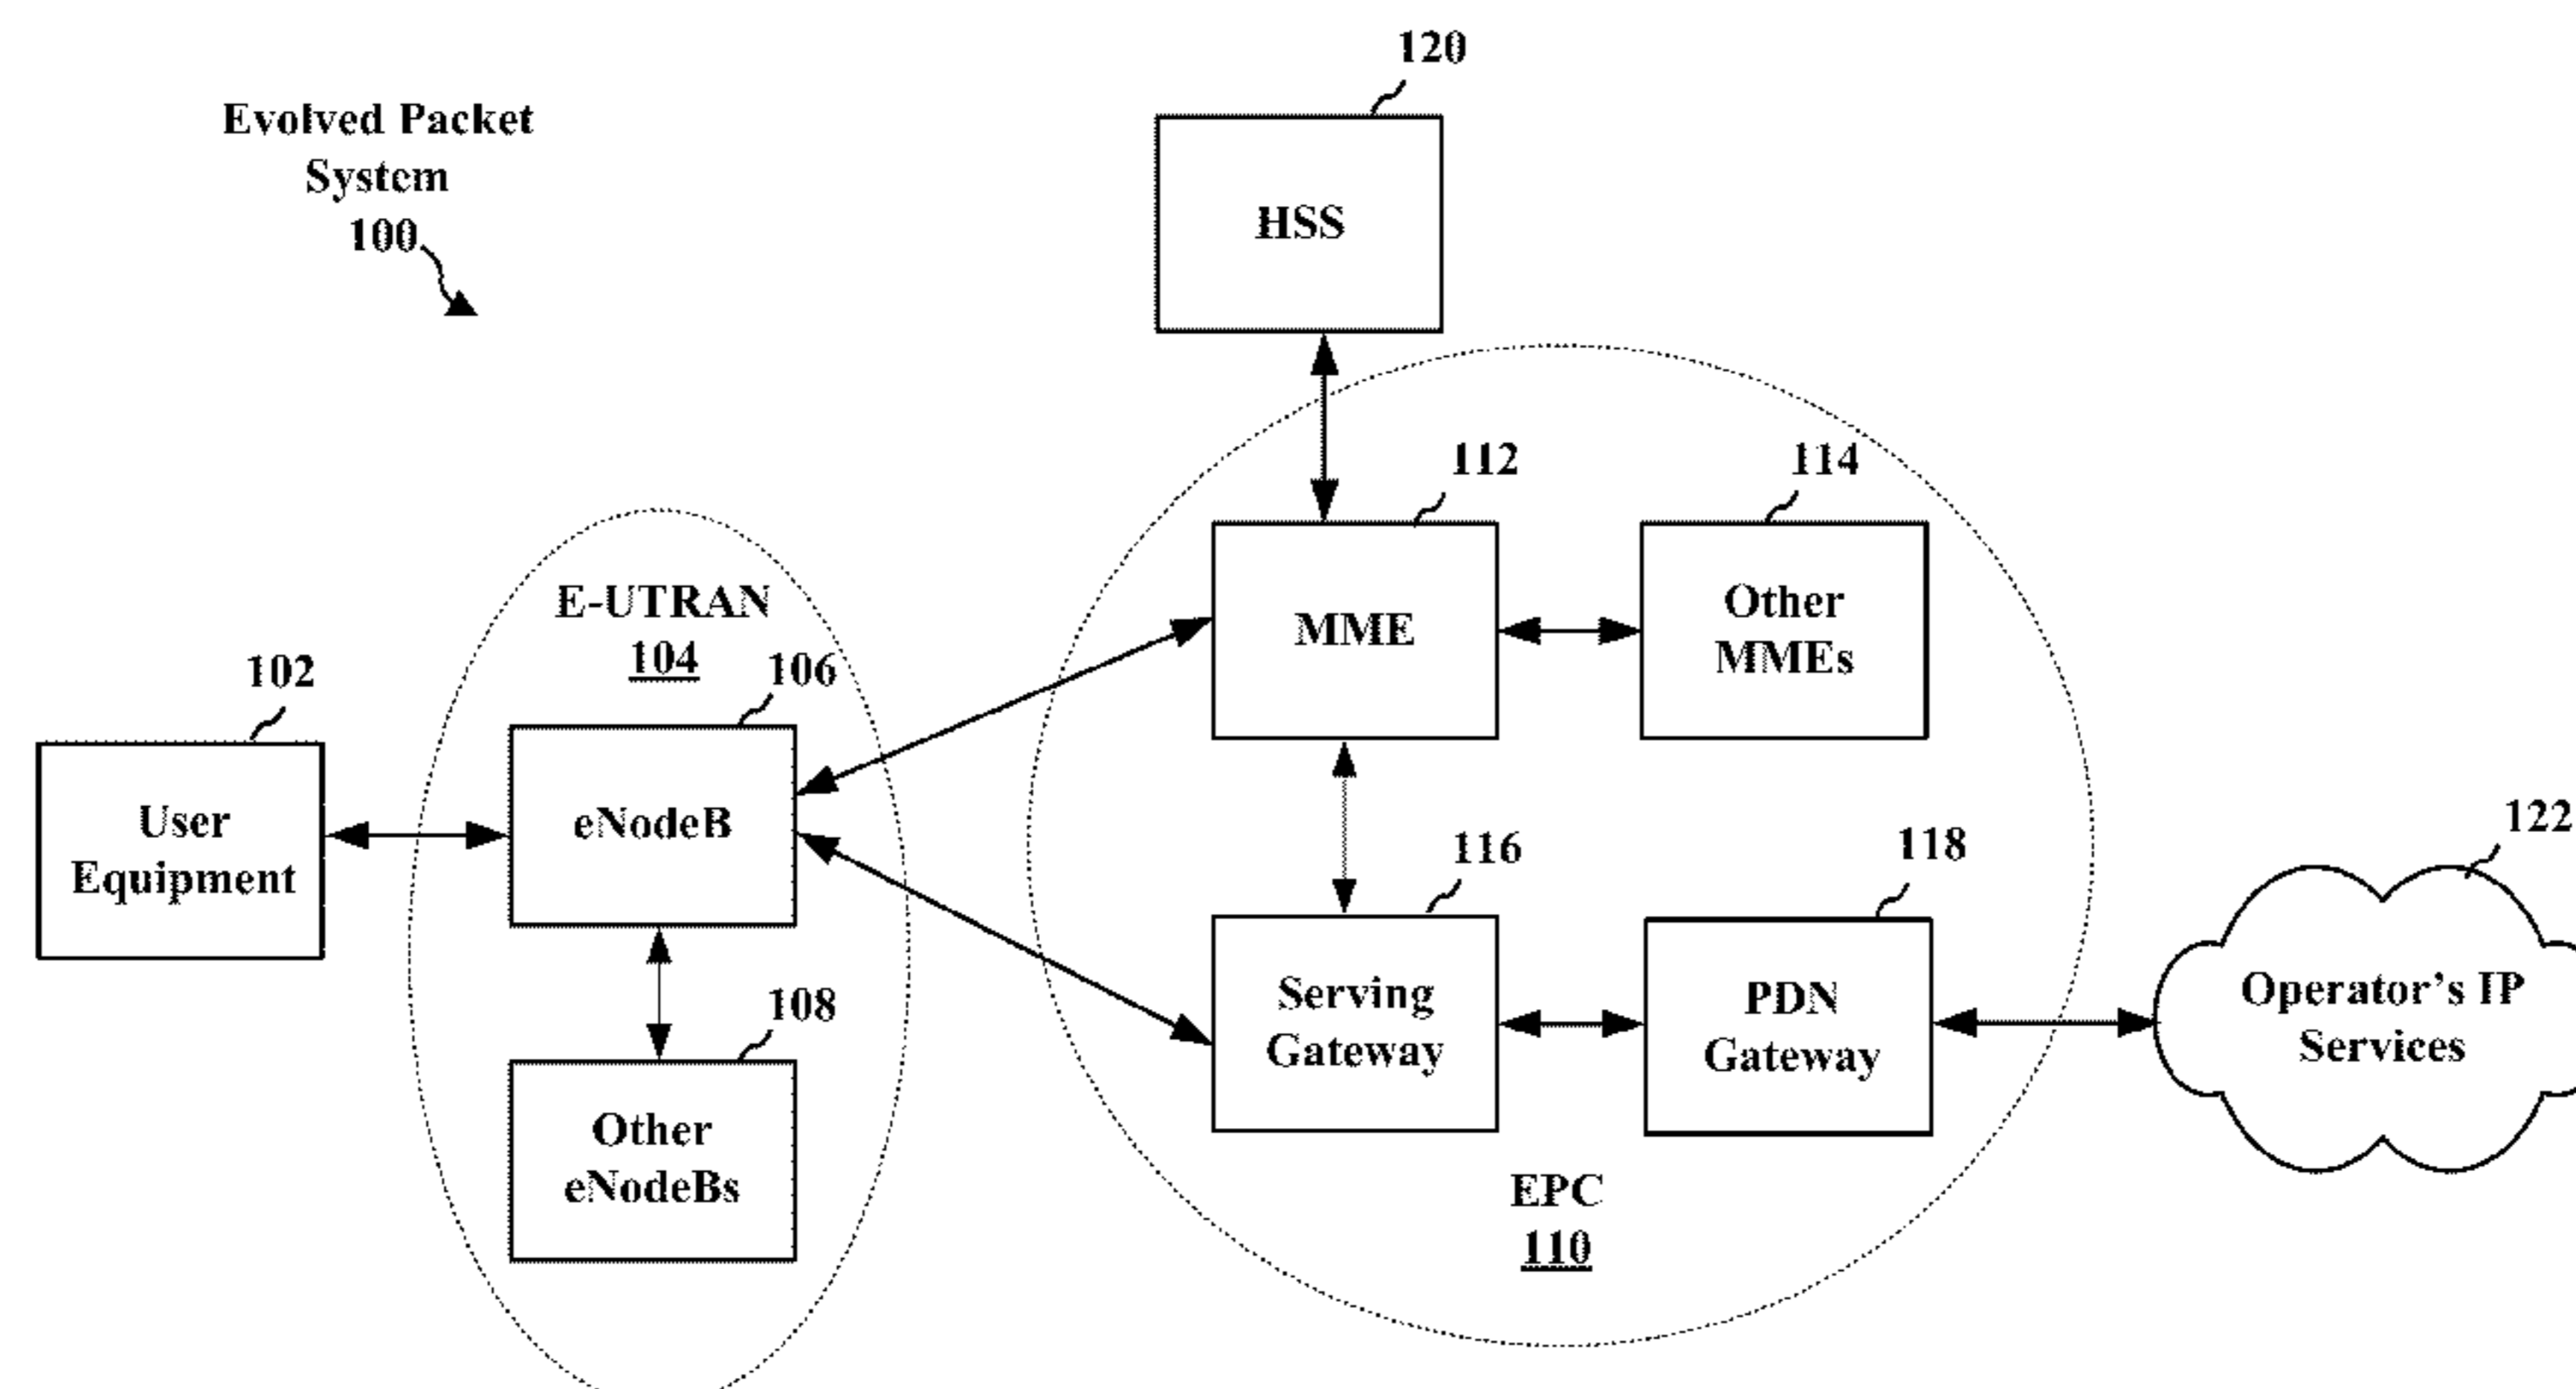 120
Evolved Packet
System
100
HSS
112
114
E-UTRAN
104
MME
Other
MMEs
102
106
User
Equipment
eNodeB
116
118
122
108
Serving
Gateway
PDN
Gateway
Operator's IP
Services
Other
eNodeBs
EPC
110